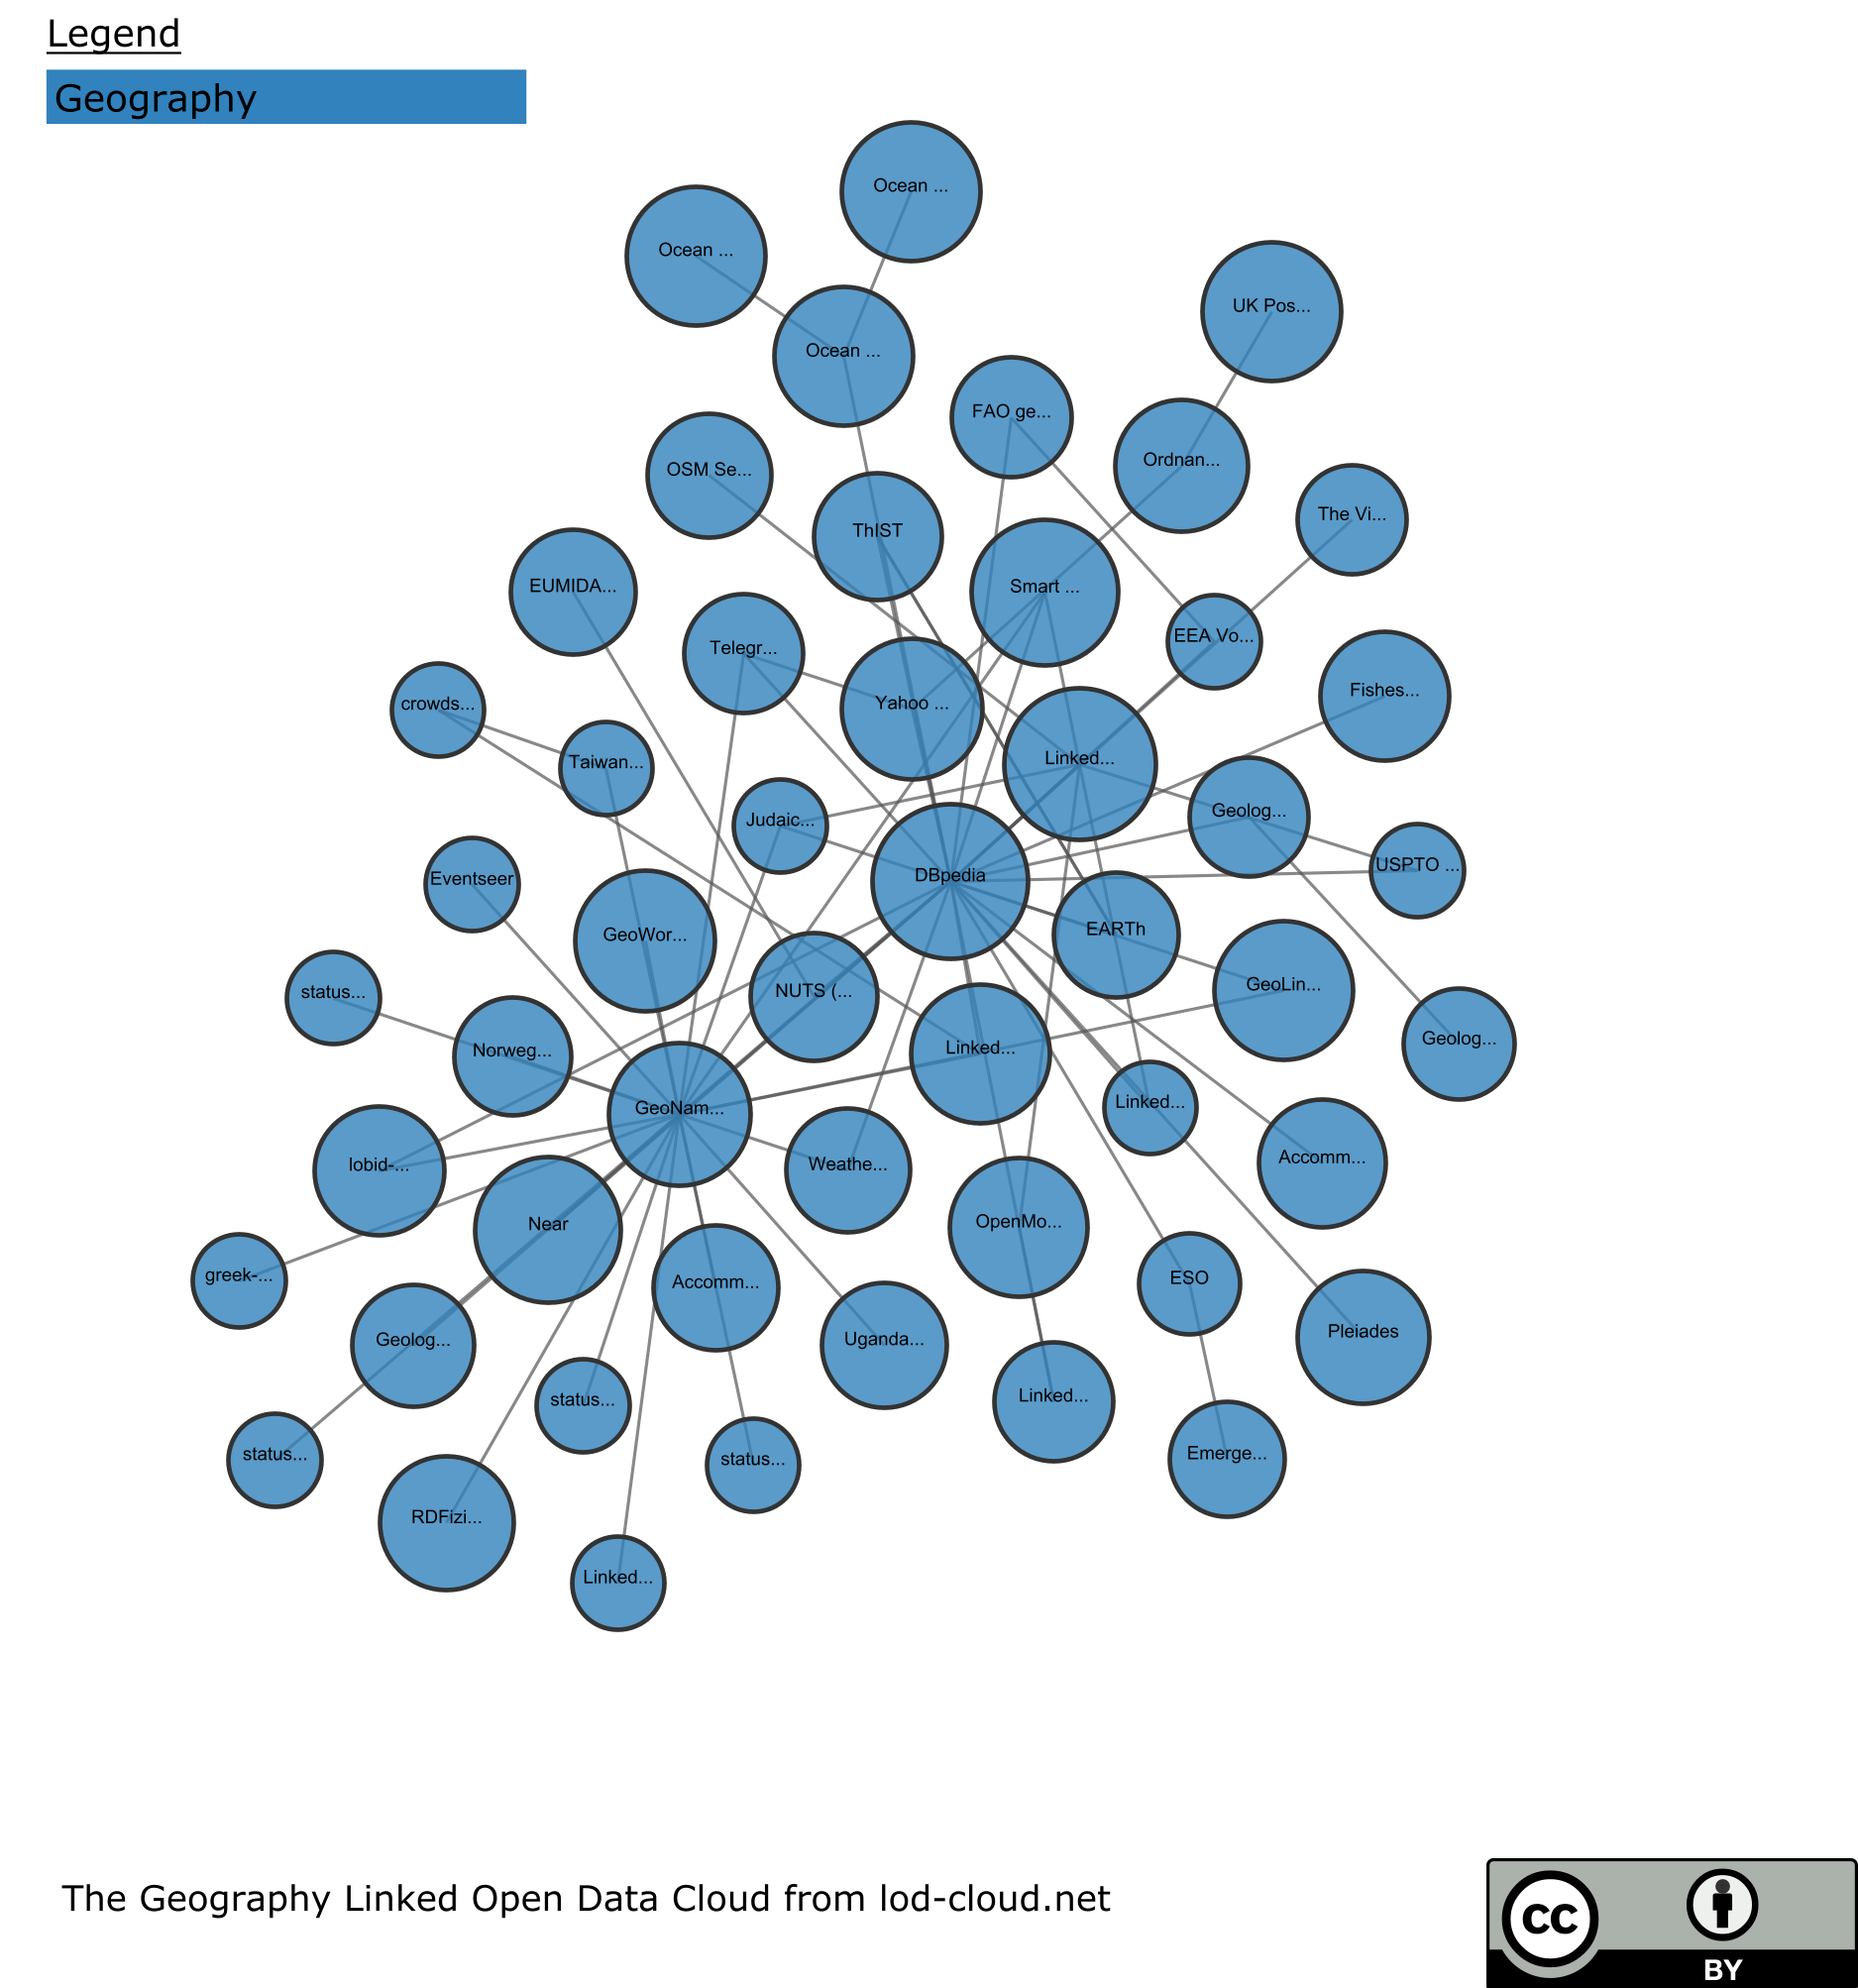 Legend
Geography
Ocean ...
Ocean ...
UK Pos...
Ocean ...
FAO ge...
Ordnan...
OSM Se...
The Vi...
ThIST
Smart ...
EUMIDA...
EEA Vo...
Telegr...
Fishes...
crowds...
Yahoo ...
Linked...
Taiwan...
Geolog...
Judaic...
USPTO ...
DBpedia
Eventseer
EARTh
GeoWor...
GeoLin...
NUTS (...
status...
Geolog...
Linked...
Norweg...
Linked...
GeoNam...
Accomm...
lobid-...
Weathe...
OpenMo...
Near
greek-...
ESO
Accomm...
Pleiades
Geolog...
Uganda...
Linked...
status...
Emerge...
status...
status...
RDFizi...
Linked...
The Geography Linked Open Data Cloud from lod-cloud.net
cc
BY